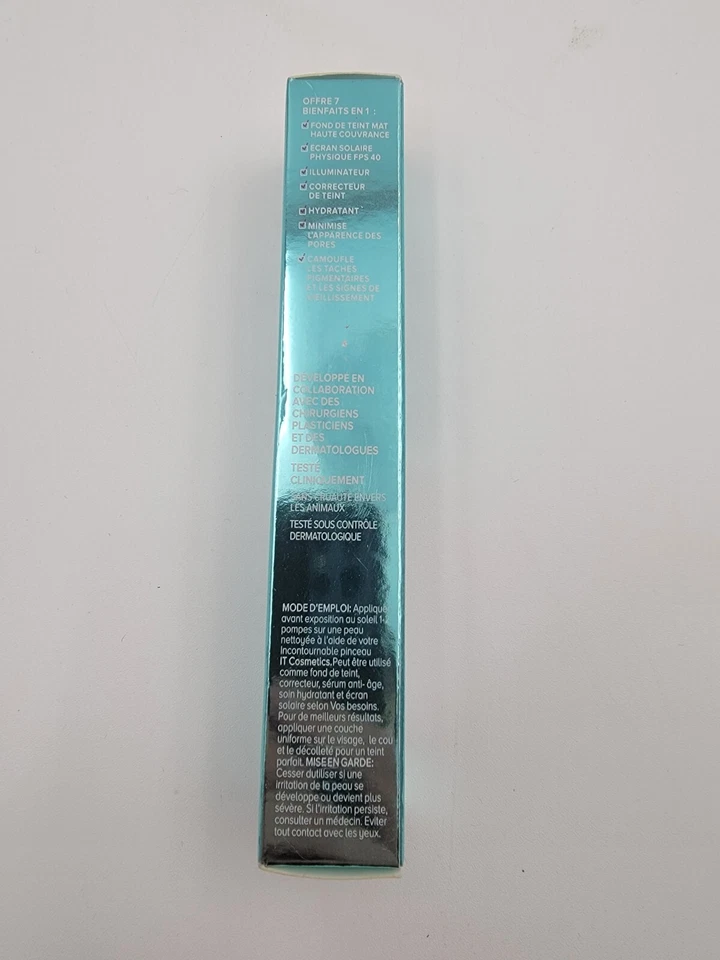 OFFRE 7
BIENFAITS EN 1 :
FOND DE TEINT MAT
HAUTE COUVRANCE
ECRAN SOLAIRE
PHYSIQUE FPS 40
ILLUMINATEUR
CORRECTEUR
DE TEINT
HYDRATANT
MINIMISE
L'APPÄRENCE DES
PORES
CAMOUFLE
LES TACHES
PIGMENTAIRES
ET LES SIGNES DE
VIEILLISSEMENT
DÉVELOPPE EN
COLLABORATION
AVEC DES
CHIRURGIENS
PLASTICIENS
ET DES
DERMATOLOGUES
TESTÉ
CLINIQUEMENT
SANS CRUAUTÉ ENVERS
LES ANIMAUX
TESTÉ SOUS CONTRÔLE
DERMATOLOGIQUE
MODE D'EMPLOI: Applique
avant exposition au soleil 1-2
pompes sur une peau
nettoyée à l'aide de votre
Incontournable pinceau
IT Cosmetics.Peut être utilisé
comme fond de teint,
correcteur, sérum anti- âge,
soin hydratant et écran
solaire selon Vos besoins.
Pour de meilleurs résultats,
appliquer une couche
uniforme sur le visage, le cou
et le décolleté pour un teint
parfait. MISE EN GARDE:
Cesser dutiliser si une
irritation de la peau se
développe ou devient plus
sévère. Si l'irritation persiste,
consulter un médecin. Eviter
tout contact avec les yeux.